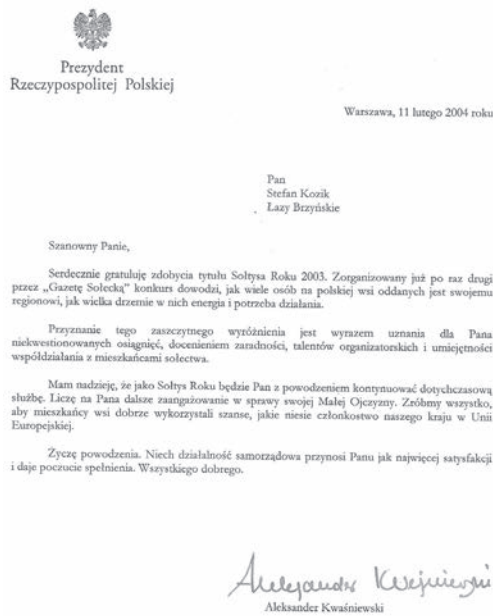 Prezydent
Rzeczypospolitej Polskiej
Warszawa, 11 lutego 2004 roku
Pan
Stefan Kozik
Łazy Brzyńskie
Szanowny Panie,
Serdecznie gratuluję zdobycia tytułu Sołtysa Roku 2003. Zorganizowany już po raz drugi
przez „Gazetę Sołecką” konkurs dowodzi, jak wiele osób na polskiej wsi oddanych jest swojemu
regionowi, jak wielka drzemie w nich energia i potrzeba działania.
Przyznanie tego zaszczytnego wyróżnienia jest wyrazem uznania dla Pana
niekwestionowanych osiągnięć, docenieniem zaradności, talentów organizatorskich i umiejętności
współdziałania z mieszkańcami sołectwa.
Mam nadzieję, że jako Sołtys Roku będzie Pan z powodzeniem kontynuować dotychczasową
służbę. Liczę na Pana dalsze zaangażowanie w sprawy swojej Małej Ojczyzny. Zróbmy wszystko,
aby mieszkańcy wsi dobrze wykorzystali szanse, jakie niesie członkostwo naszego kraju w Unii
Europejskiej.
Życzę powodzenia. Niech działalność samorządowa przynosi Panu jak najwięcej satysfakcji
i daje poczucie spełnienia. Wszystkiego dobrego.
Aleksander Kwaśniewski
Aleksander Kwaśniewski